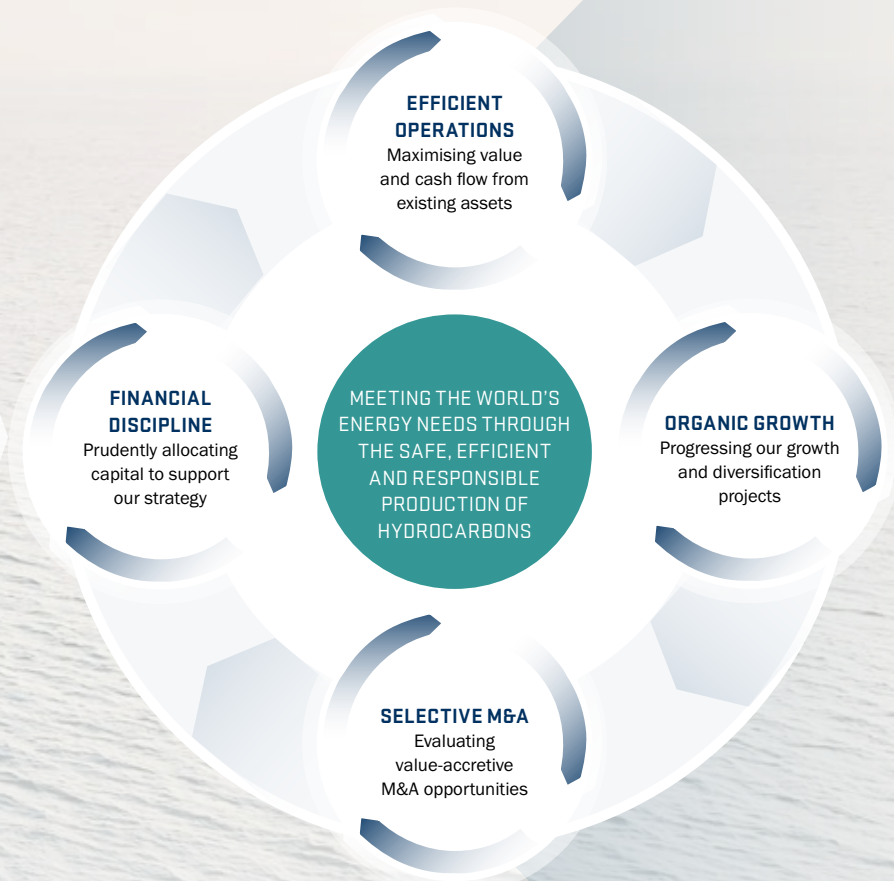 EFFICIENT
OPERATIONS
Maximising value
and cash flow from
existing assets
FINANCIAL
DISCIPLINE
Prudently allocating
capital to support
our strategy
MEETING THE WORLD'S
ENERGY NEEDS THROUGH
THE SAFE, EFFICIENT
AND RESPONSIBLE
PRODUCTION OF
HYDROCARBONS
ORGANIC GROWTH
Progressing our growth
and diversification
projects
SELECTIVE M&A
Evaluating
value-accretive
M&A opportunities